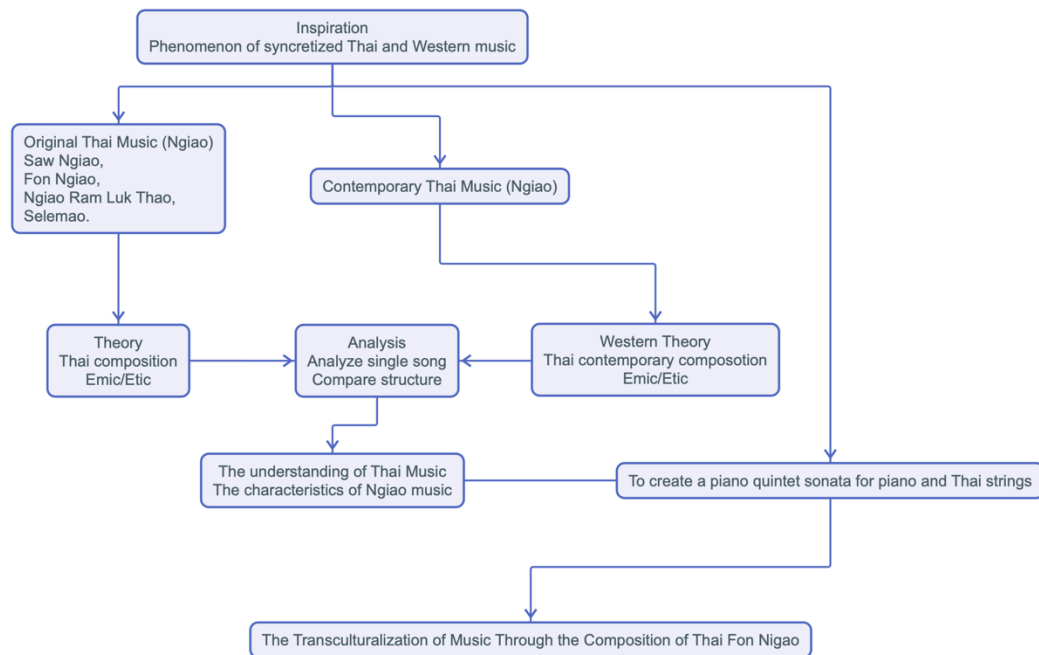 Inspiration
Phenomenon of syncretized Thai and Western music
Original Thai Music (Ngiao)
Saw Ngiao,
Fon Ngiao,
Ngiao Ram Luk Thao,
Selemao.
Contemporary Thai Music (Ngiao)
Theory
Thai composition
Emic/Etic
Analysis
Analyze single song
Compare structure
Western Theory
Thai contemporary composotion
Emic/Etic
The understanding of Thai Music
The characteristics of Ngiao music
To create a piano quintet sonata for piano and Thai strings
The Transculturalization of Music Through the Composition of Thai Fon Nigao